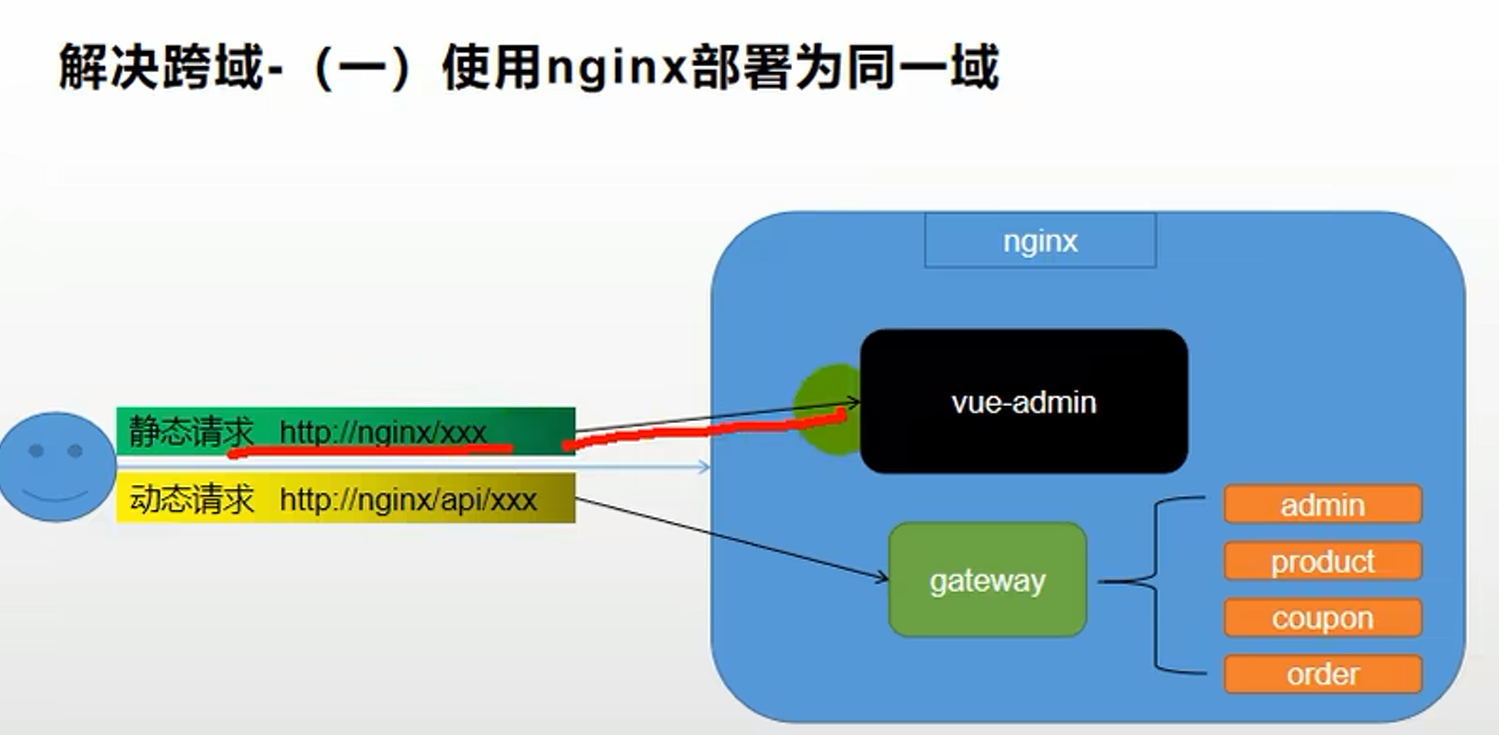 解决跨域-（一）使用nginx部署为同一域
nginx
vue-admin
静态请求 http://nginx/xxx
动态请求 http://nginx/api/xxx
gateway
admin
product
coupon
order